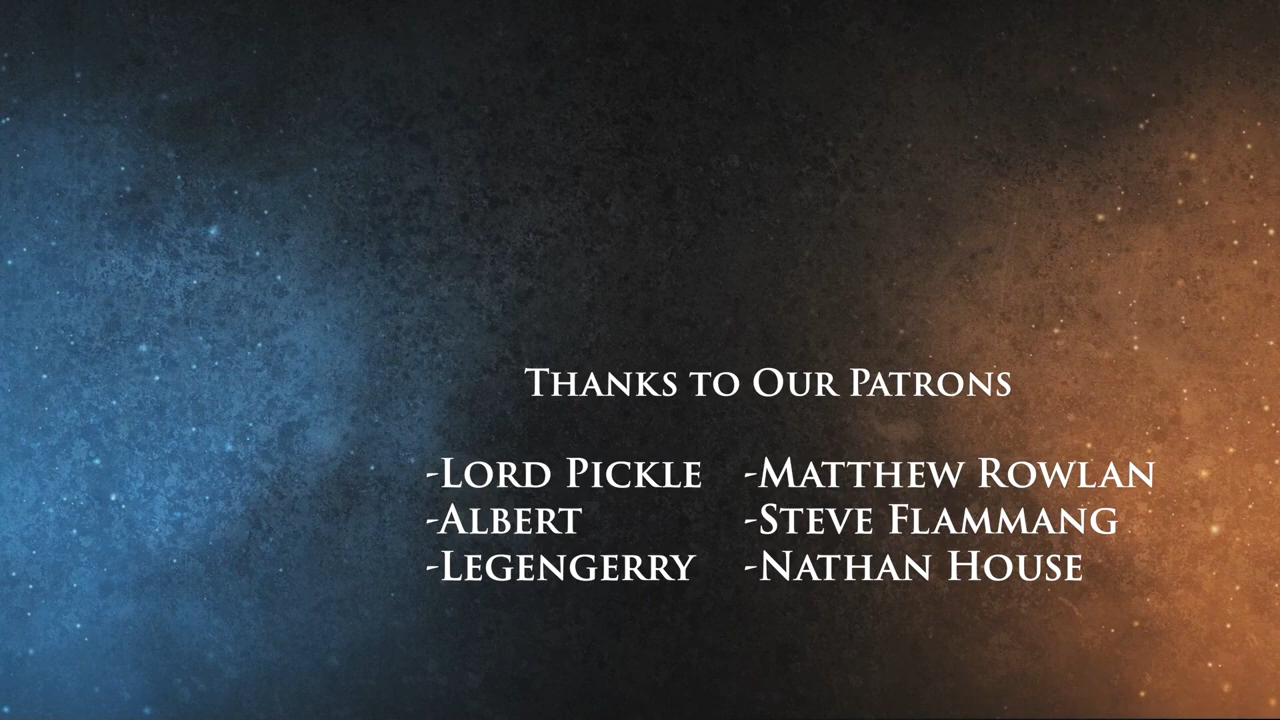 Thanks to Our Patrons
-Lord Pickle
-Albert
-Legengerry
-Matthew Rowlan
-Steve Flammang
-Nathan House